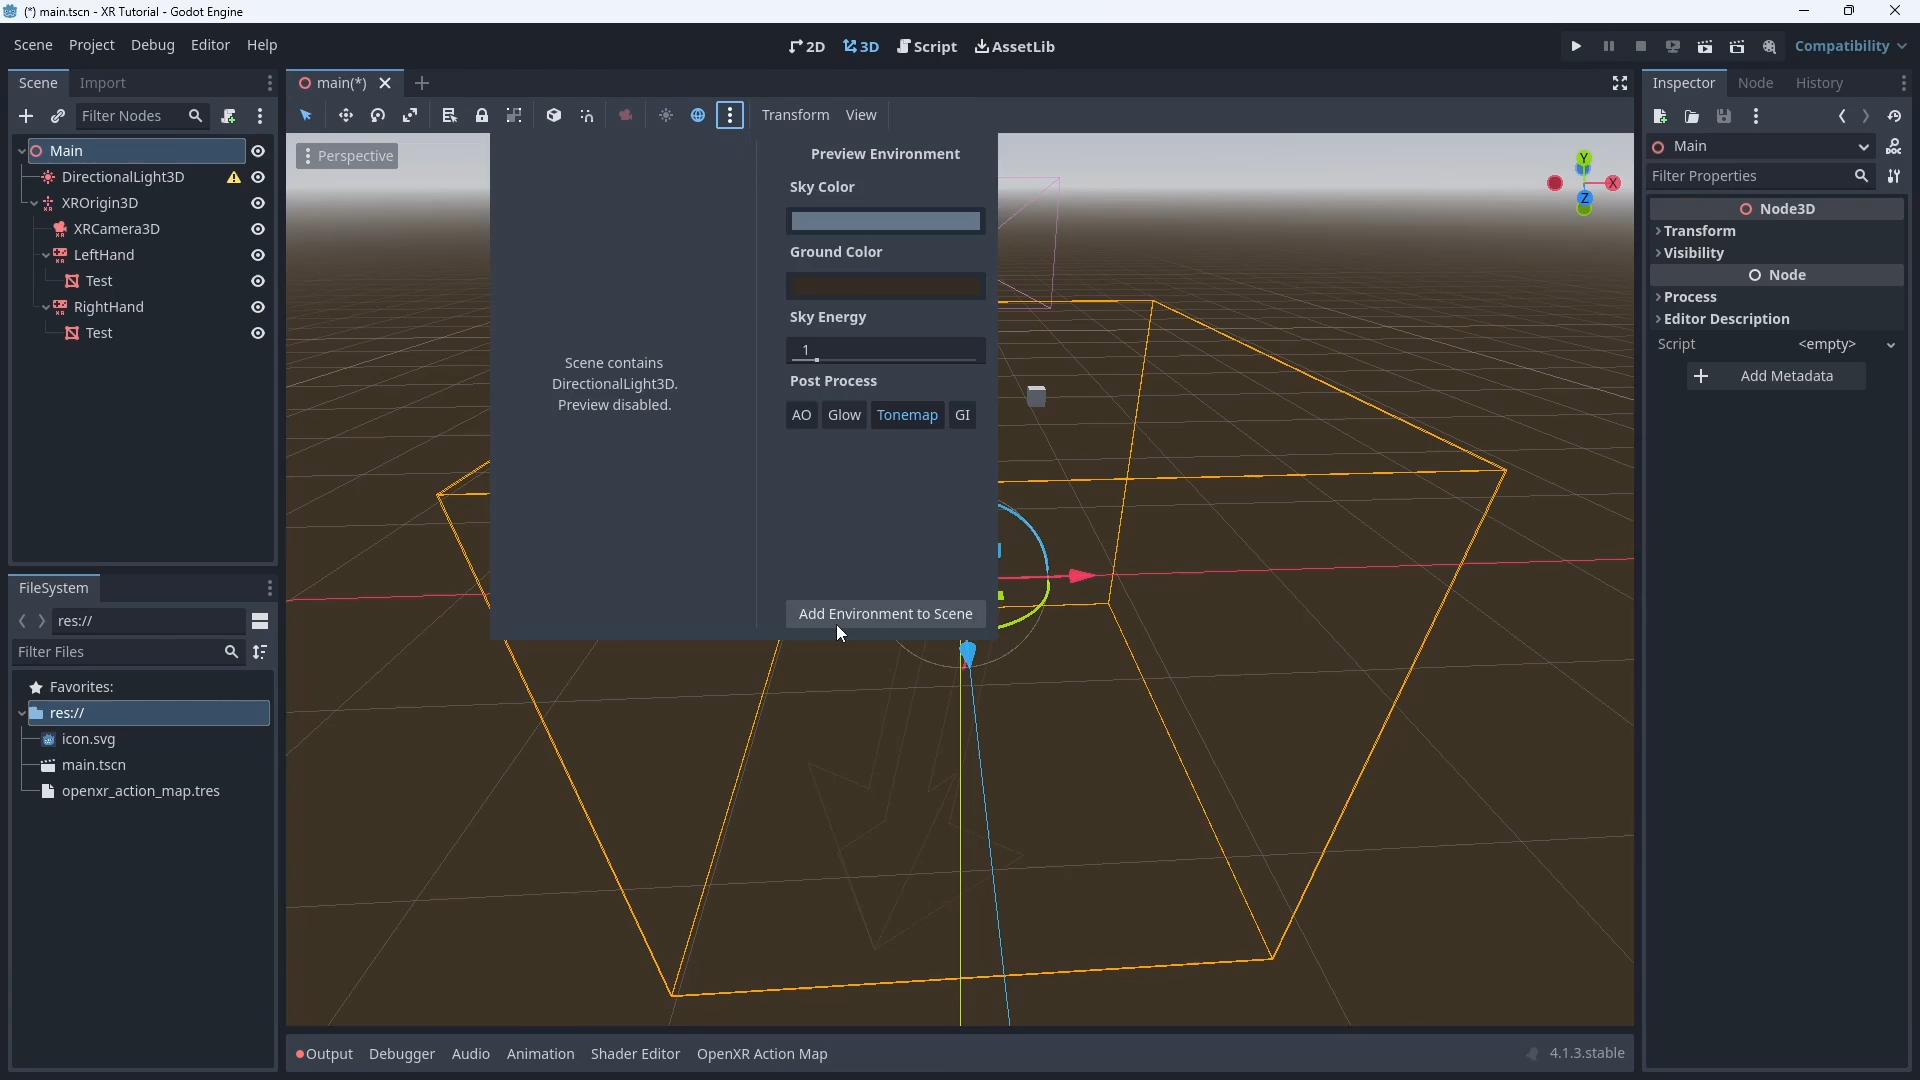 (*) main.tscn - XR Tutorial - Godot Engine
Scene Project Debug Editor Help
2D 3D Script AssetLib
Compatibility
Scene Import
main(*)
Inspector Node History
Filter Nodes
Transform View
Main
DirectionalLight3D
XROrigin3D
XRCamera3D
LeftHand
Test
RightHand
Test
Perspective
Scene contains
DirectionalLight3D.
Preview disabled.
Preview Environment
Sky Color
Ground Color
Sky Energy
1
Post Process
AO Glow Tonemap GI
Add Environment to Scene
Y
X
Z
Main
Filter Properties
Node3D
Transform
Visibility
Node
Process
Editor Description
Script <empty>
Add Metadata
FileSystem
res://
Filter Files
Favorites:
res://
icon.svg
main.tscn
openxr_action_map.tres
Output Debugger Audio Animation Shader Editor OpenXR Action Map
4.1.3.stable